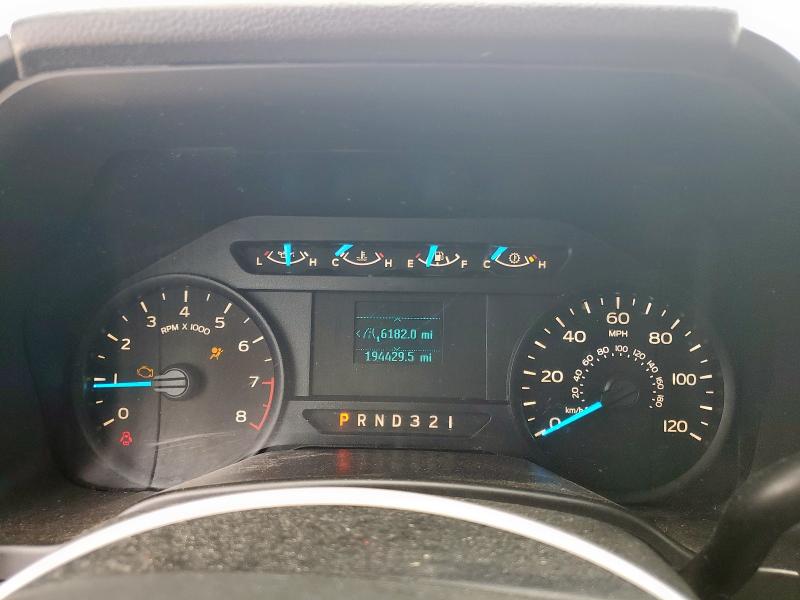 L H C H E F C H
0 1 2 3 4 5 6 7 8
RPM X 1000
6182.0 mi
194429.5 mi
PRND321
0 20 40 60 80 100 120
MPH
20 40 60 80 100 120 140 160 180
km/h